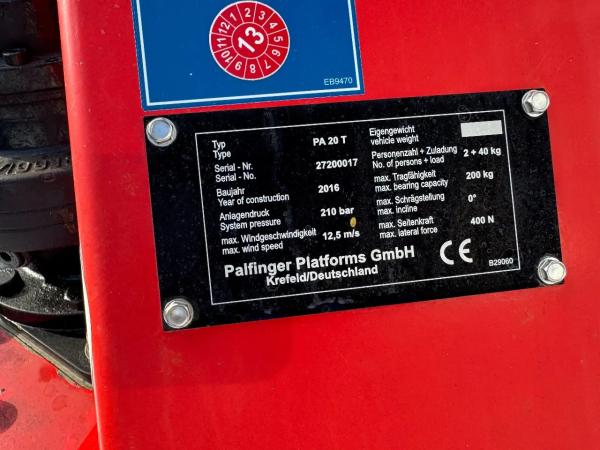 12 1 2 3 4 5 6 7 8 9 10 11
13
EB9470
Typ
Type
PA 20 T
Serial - Nr.
Serial - No.
27200017
Baujahr
Year of construction
2016
Anlagendruck
System pressure
210 bar
max. Windgeschwindigkeit
max. wind speed
12,5 m/s
Eigengewicht
vehicle weight
Personenzahl + Zuladung
No. of persons + load
2 + 40 kg
max. Tragfähigkeit
max. bearing capacity
200 kg
max. Schrägstellung
max. incline
0°
max. Seitenkraft
max. lateral force
400 N
Palfinger Platforms GmbH
Krefeld/Deutschland
CE
B29060